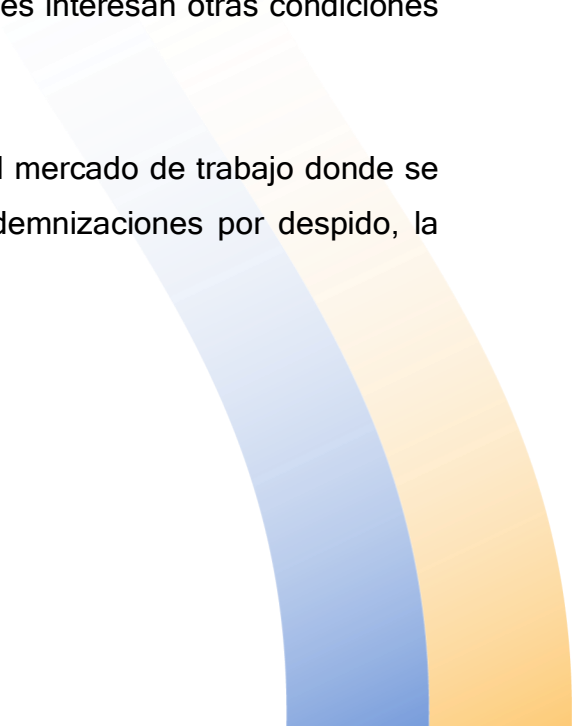 es interesan otras condiciones
mercado de trabajo donde se
demnizaciones por despido, la